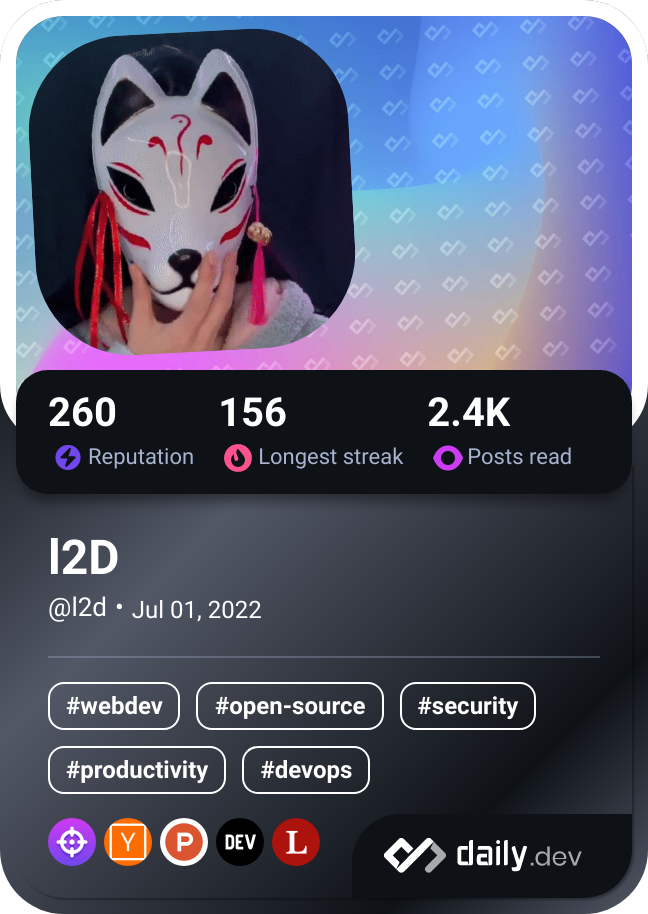 260 156 2.4K
Reputation Longest streak Posts read
l2D
@l2d • Jul 01, 2022
#webdev #open-source #security
#productivity #devops
Y P DEV L
daily.dev